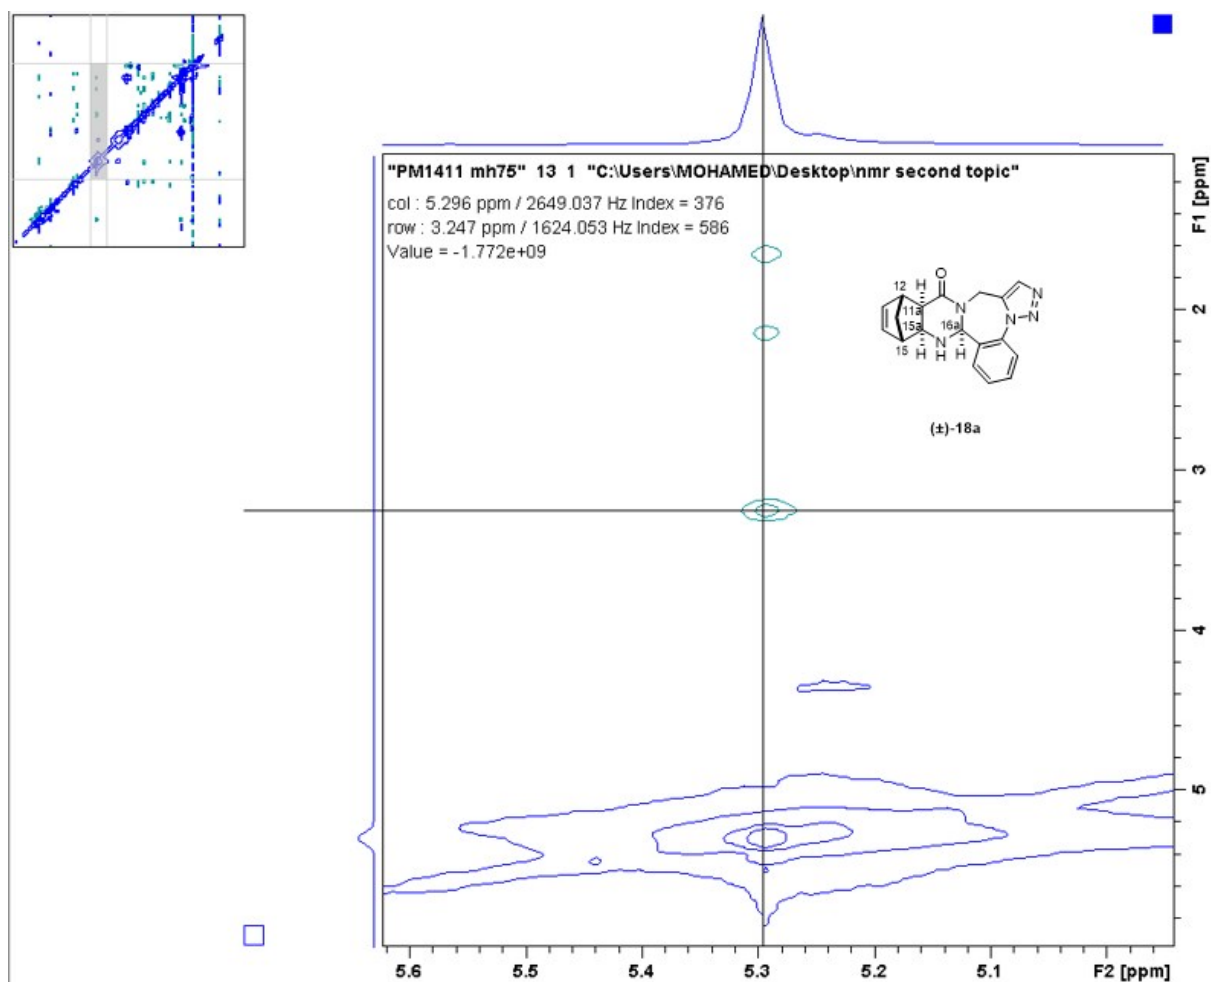 "PM1411 mh75" 13 1 "C:\Users\MOHAMED\Desktop\nmr second topic"
col : 5.296 ppm / 2649.037 Hz Index = 376
row : 3.247 ppm / 1624.053 Hz Index = 586
Value = -1.772e+09
F1 [ppm]
2
3
4
5
12
H
O
11a
N
N
15a
16a
N
N
15
H
N
H
H
(±)-18a
5.6
5.5
5.4
5.3
5.2
5.1
F2 [ppm]